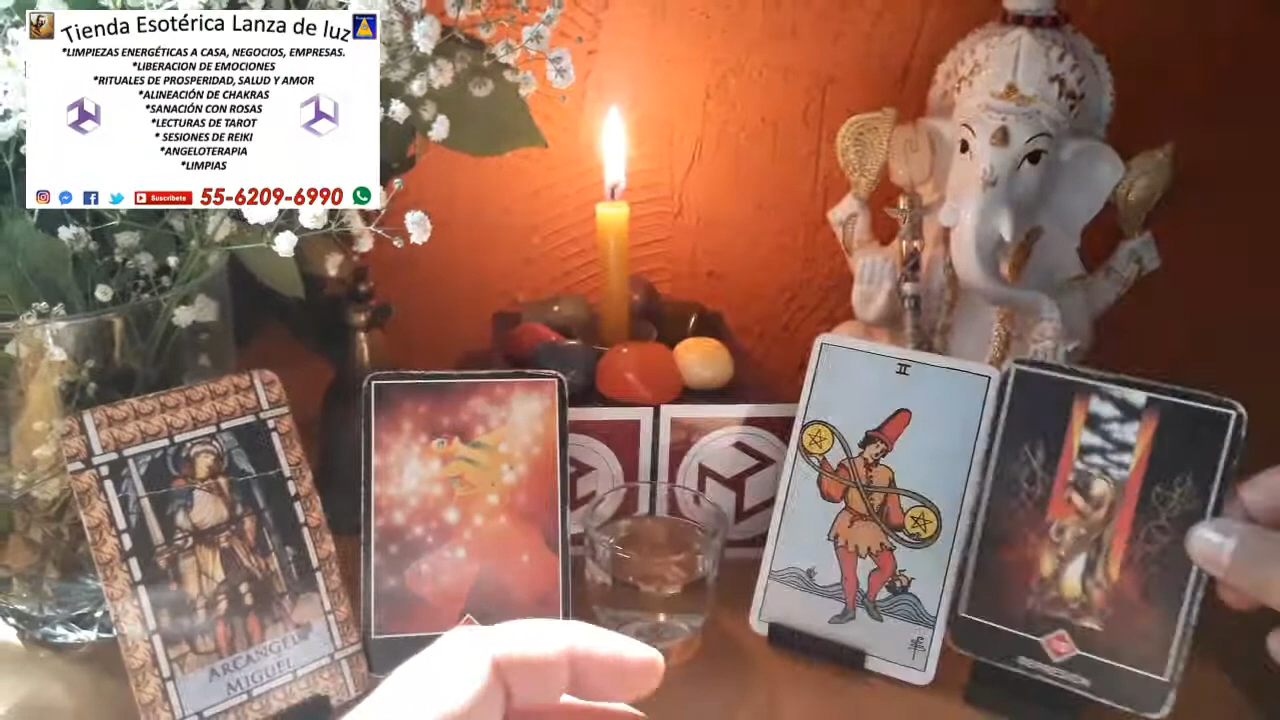 Tienda Esotérica Lanza de luz
*LIMPIEZAS ENERGÉTICAS A CASA, NEGOCIOS, EMPRESAS.
*LIBERACION DE EMOCIONES
*RITUALES DE PROSPERIDAD, SALUD Y AMOR
*ALINEACIÓN DE CHAKRAS
*SANACIÓN CON ROSAS
*LECTURAS DE TAROT
* SESIONES DE REIKI
*ANGELOTERAPIA
*LIMPIAS
Suscríbete 55-6209-6990
II
ARCANGEL
MIGUEL